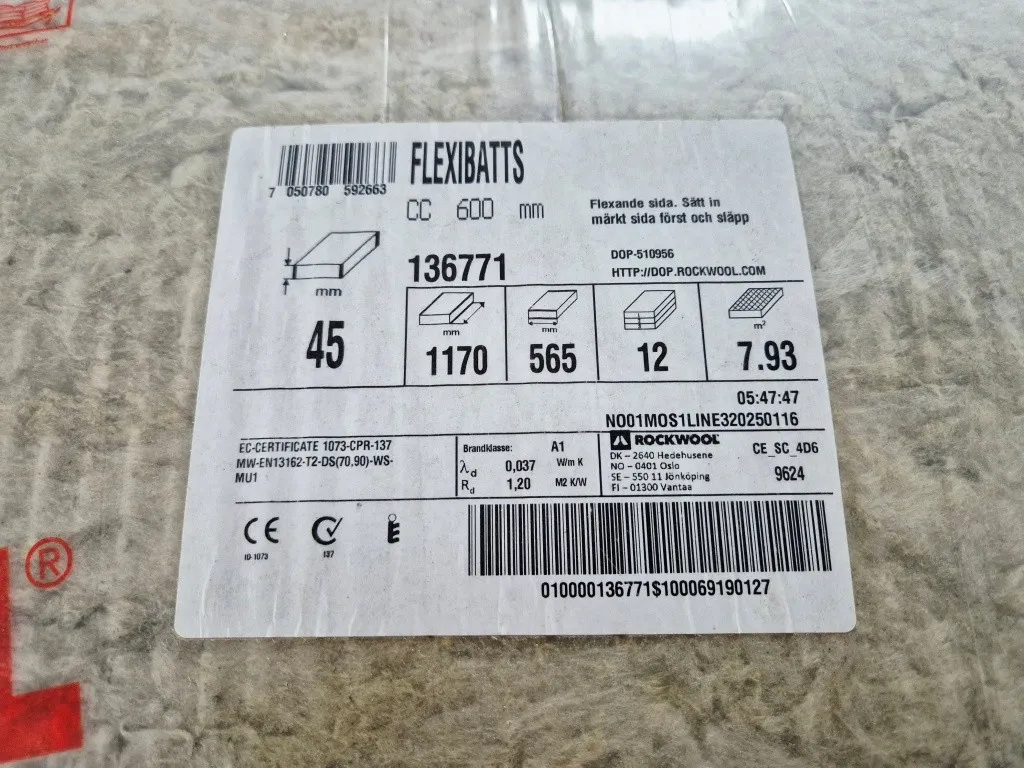 FLEXIBATTS
7 050780 592663
CC 600 mm
Flexande sida. Sätt in
märkt sida först och släpp
136771
DOP-510956
HTTP://DOP.ROCKWOOL.COM
mm
45
mm
1170
mm
565
12
m²
7.93
05:47:47
NO01MOS1LINE320250116
EC-CERTIFICATE 1073-CPR-137
MW-EN13162-T2-DS(70,90)-WS-
MU1
Brandklasse: A1
λd 0,037 W/m K
Rd 1,20 M2 K/W
ROCKWOOL
DK – 2640 Hedehusene
NO – 0401 Oslo
SE – 550 11 Jönköping
FI – 01300 Vantaa
CE_SC_4D6
9624
CE
ID-1073
137
010000136771$100069190127
®
L